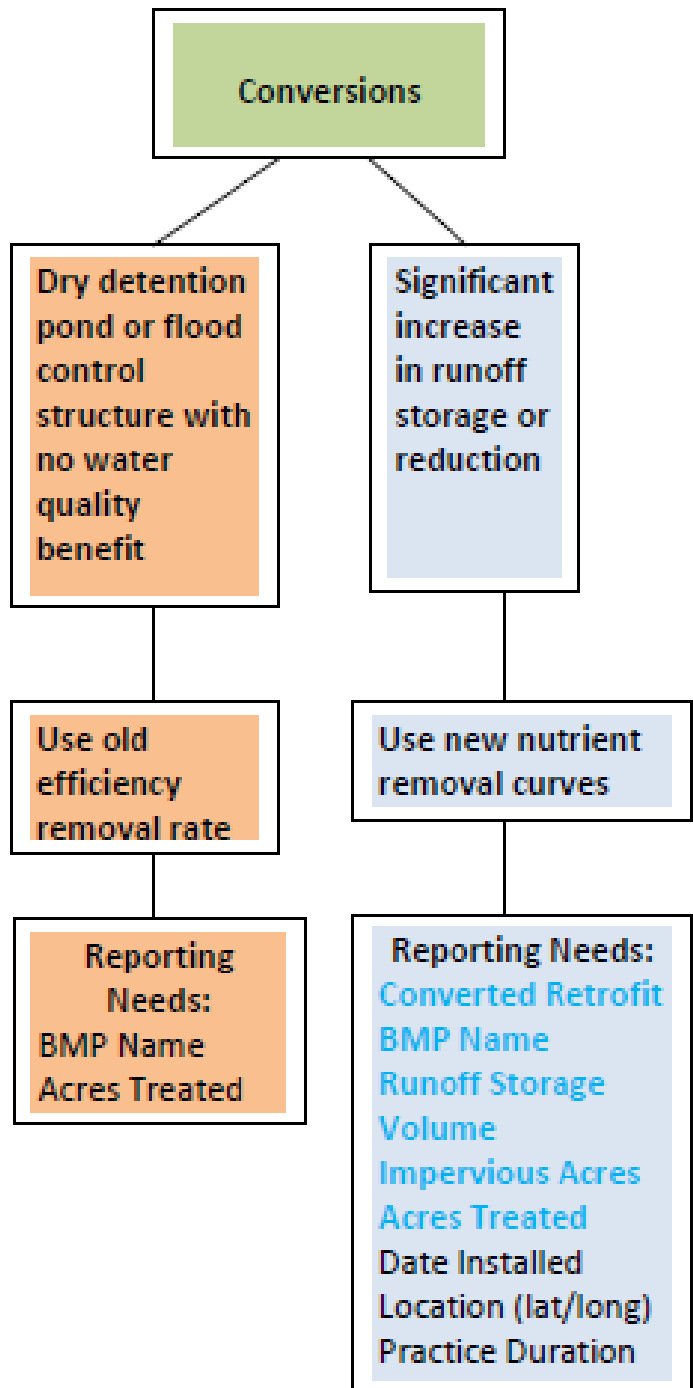 Conversions
Dry detention
pond or flood
control
structure with
no water
quality
benefit
Significant
increase
in runoff
storage or
reduction
Use old
efficiency
removal rate
Use new nutrient
removal curves
Reporting
Needs:
BMP Name
Acres Treated
Reporting Needs:
Converted Retrofit
BMP Name
Runoff Storage
Volume
Impervious Acres
Acres Treated
Date Installed
Location (lat/long)
Practice Duration